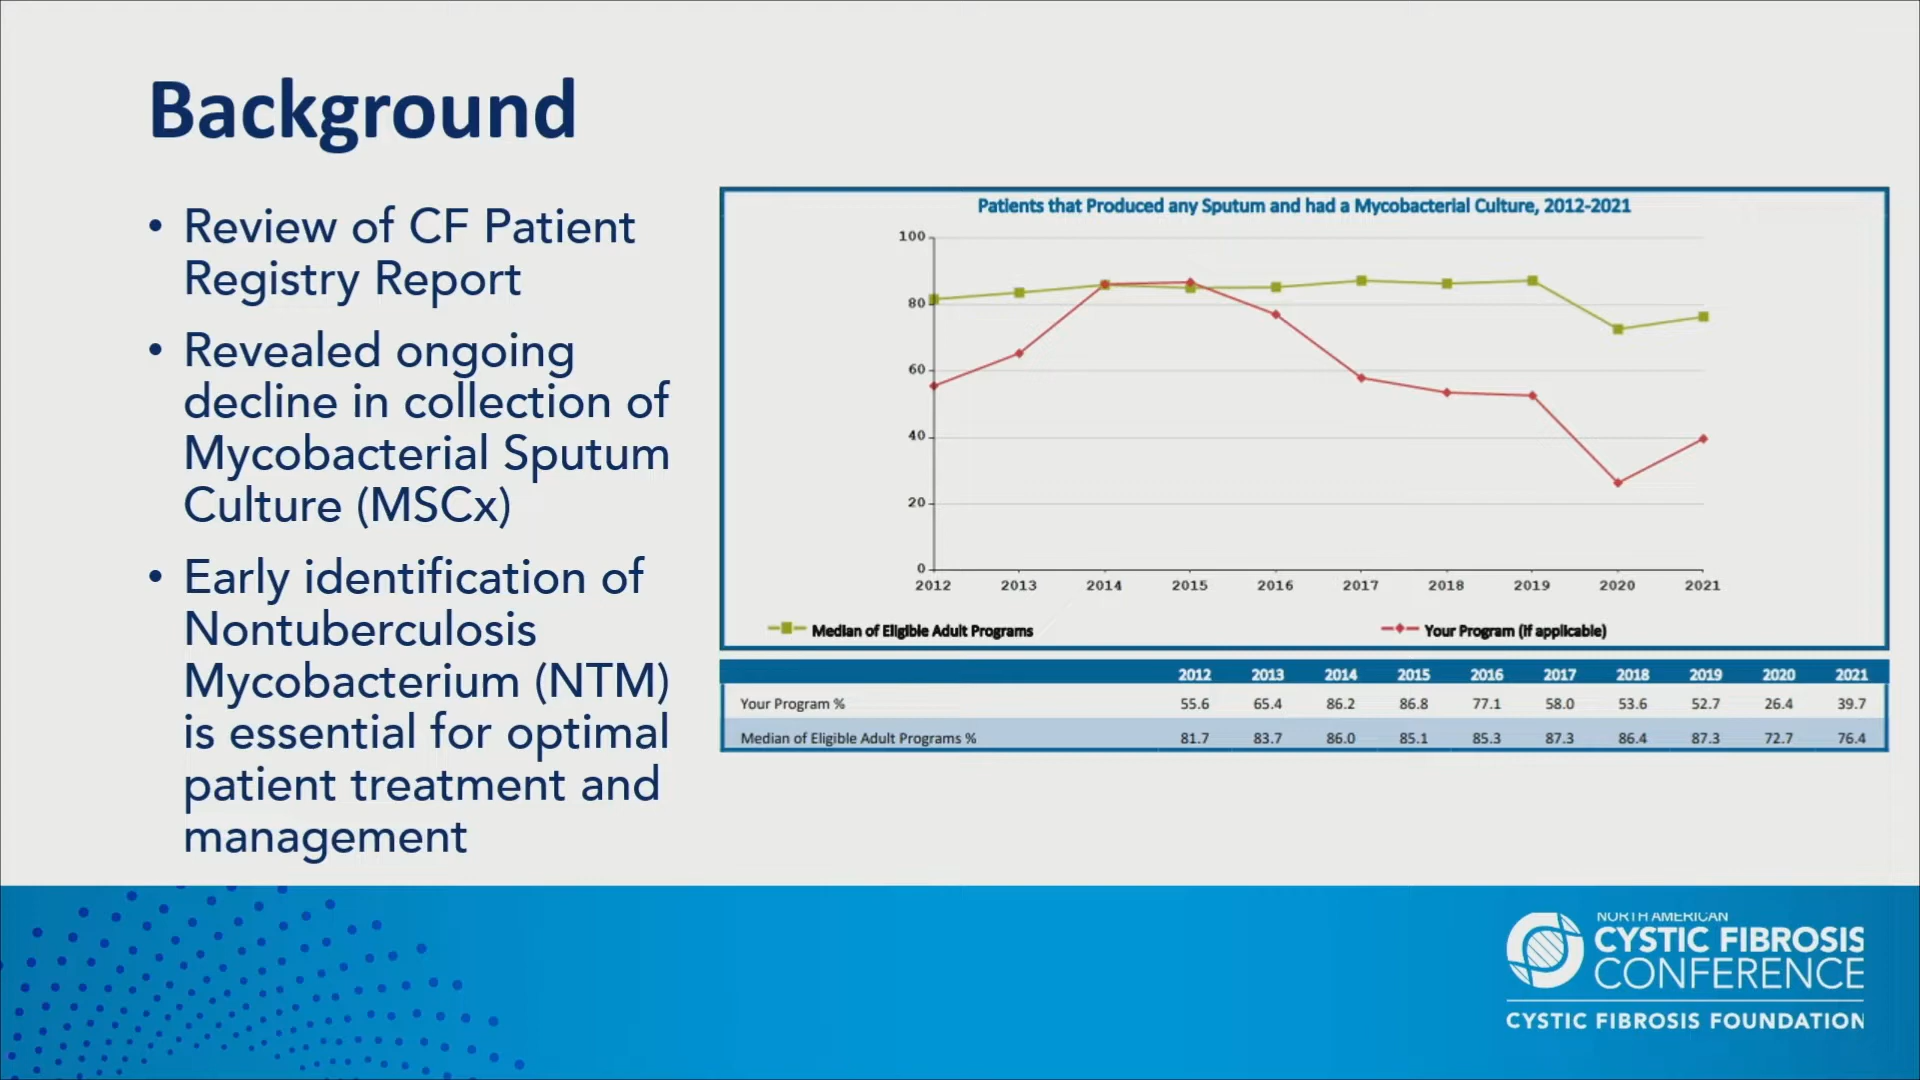 Background
• Review of CF Patient
Registry Report
• Revealed ongoing
decline in collection of
Mycobacterial Sputum
Culture (MSCx)
• Early identification of
Nontuberculosis
Mycobacterium (NTM)
is essential for optimal
patient treatment and
management
Patients that Produced any Sputum and had a Mycobacterial Culture, 2012-2021
100
80
60
40
20
0
2012 2013 2014 2015 2016 2017 2018 2019 2020 2021
Median of Eligible Adult Programs Your Program (if applicable)
2012 2013 2014 2015 2016 2017 2018 2019 2020 2021
Your Program % 55.6 65.4 86.2 86.8 77.1 58.0 53.6 52.7 26.4 39.7
Median of Eligible Adult Programs % 81.7 83.7 86.0 85.1 85.3 87.3 86.4 87.3 72.7 76.4
NORTH AMERICAN
CYSTIC FIBROSIS
CONFERENCE
CYSTIC FIBROSIS FOUNDATION